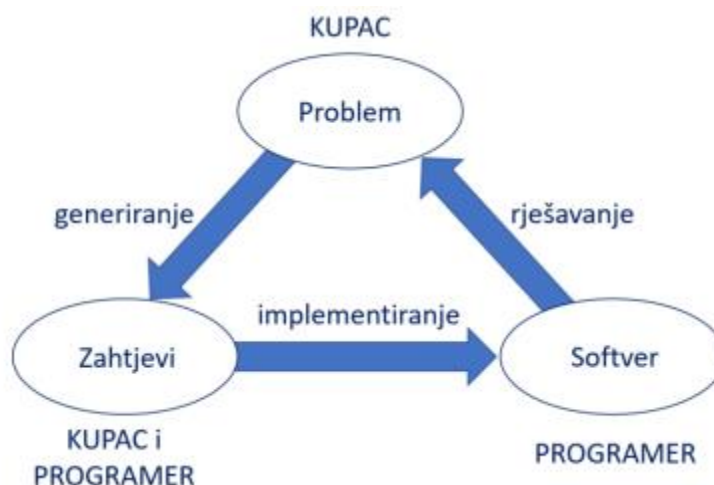 KUPAC
Problem
generiranje
rješavanje
implementiranje
Zahtjevi
Softver
KUPAC i
PROGRAMER
PROGRAMER